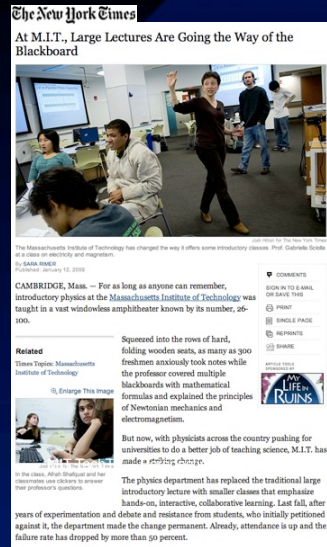 The New York Times
At M.I.T., Large Lectures Are Going the Way of the
Blackboard
Jodi Hilton for The New York Times
The Massachusetts Institute of Technology has changed the way it offers some introductory classes. Prof. Gabriella Sciolla
at a class on electricity and magnetism.
By SARA RIMER
Published: January 12, 2009
CAMBRIDGE, Mass. — For as long as anyone can remember,
introductory physics at the Massachusetts Institute of Technology was
taught in a vast windowless amphitheater known by its number, 26-
100.
COMMENTS
SIGN IN TO E-MAIL
OR SAVE THIS
PRINT
SINGLE PAGE
REPRINTS
SHARE
ARTICLE TOOLS
SPONSORED BY
MY
LIFE IN
RUINS
Related
Times Topics: Massachusetts
Institute of Technology
Enlarge This Image
In the class, Afrah Shafquat and her
classmates use clickers to answer
their professor's questions.
Squeezed into the rows of hard,
folding wooden seats, as many as 300
freshmen anxiously took notes while
the professor covered multiple
blackboards with mathematical
formulas and explained the principles
of Newtonian mechanics and
electromagnetism.
But now, with physicists across the country pushing for
universities to do a better job of teaching science, M.I.T. has
made a striking change.
The physics department has replaced the traditional large
introductory lecture with smaller classes that emphasize
hands-on, interactive, collaborative learning. Last fall, after
years of experimentation and debate and resistance from students, who initially petitioned
against it, the department made the change permanent. Already, attendance is up and the
failure rate has dropped by more than 50 percent.